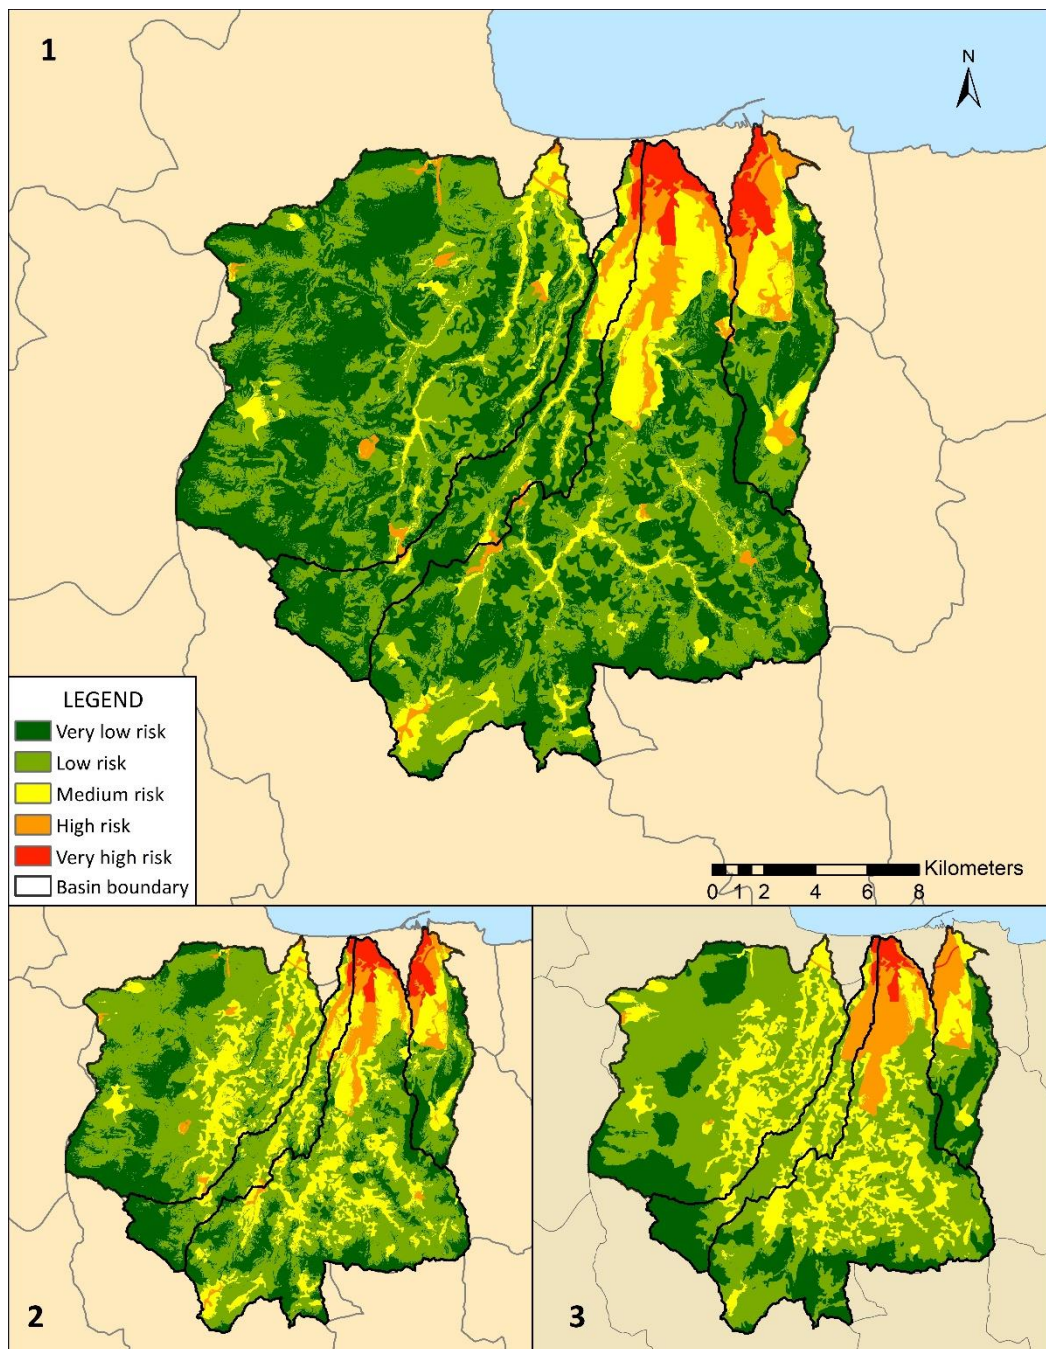 1
N
LEGEND
Very low risk
Low risk
Medium risk
High risk
Very high risk
Basin boundary
Kilometers
0 1 2 4 6 8
2
3